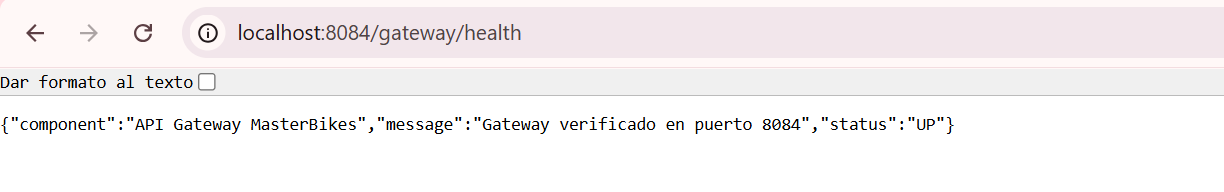 localhost:8084/gateway/health
Dar formato al texto
{"component":"API Gateway MasterBikes","message":"Gateway verificado en puerto 8084","status":"UP"}